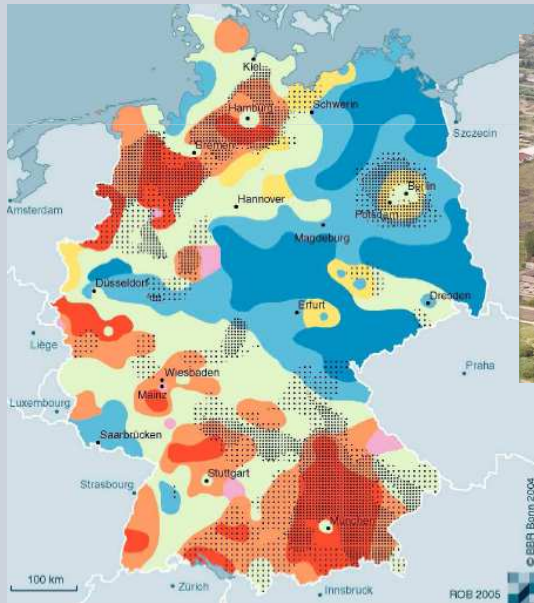 Kiel
Hamburg
Schwerin
Szczecin
Bremen
Amsterdam
Hannover
Berlin
Potsdam
Magdeburg
Düsseldorf
Erfurt
Dresden
Liège
Praha
Wiesbaden
Mainz
Luxembourg
Saarbrücken
Stuttgart
Strasbourg
München
100 km
Zürich
Innsbruck
ROB 2005
© BBR Bonn 2004